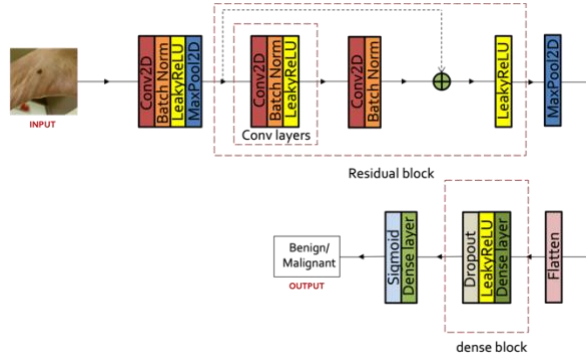 INPUT
Conv2D
Batch Norm
LeakyReLU
MaxPool2D
Conv2D
Batch Norm
LeakyReLU
Conv layers
Conv2D
Batch Norm
LeakyReLU
MaxPool2D
Residual block
Benign/
Malignant
OUTPUT
Sigmoid
Dense layer
Dropout
LeakyReLU
Dense layer
dense block
Flatten